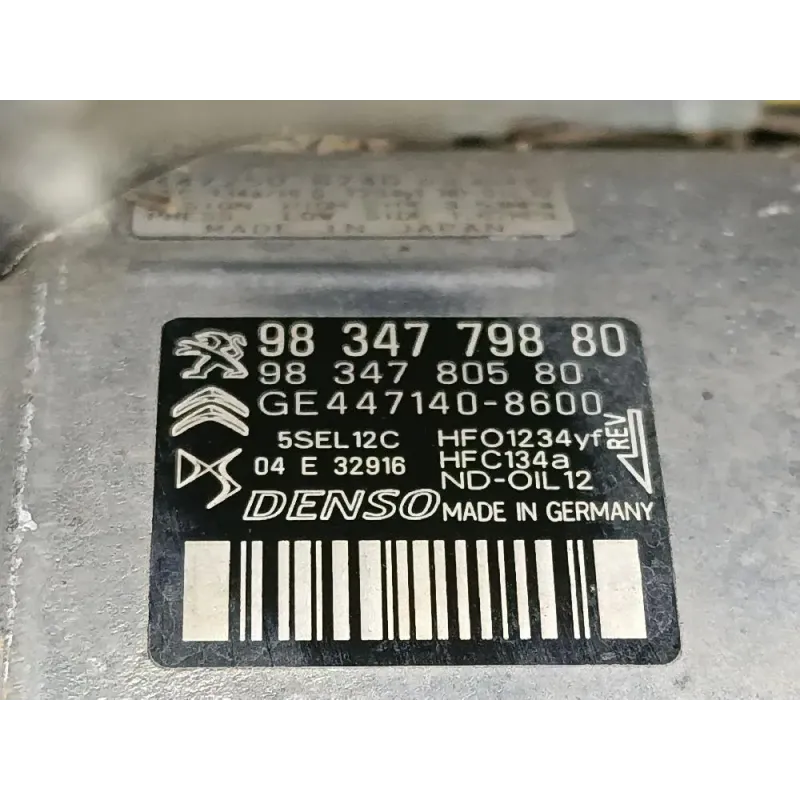 MADE IN JAPAN
98 347 798 80
98 347 805 80
GE447140-8600
5SEL12C HFO1234yf
04 E 32916 HFC134a
ND-OIL12
REV
DENSO MADE IN GERMANY